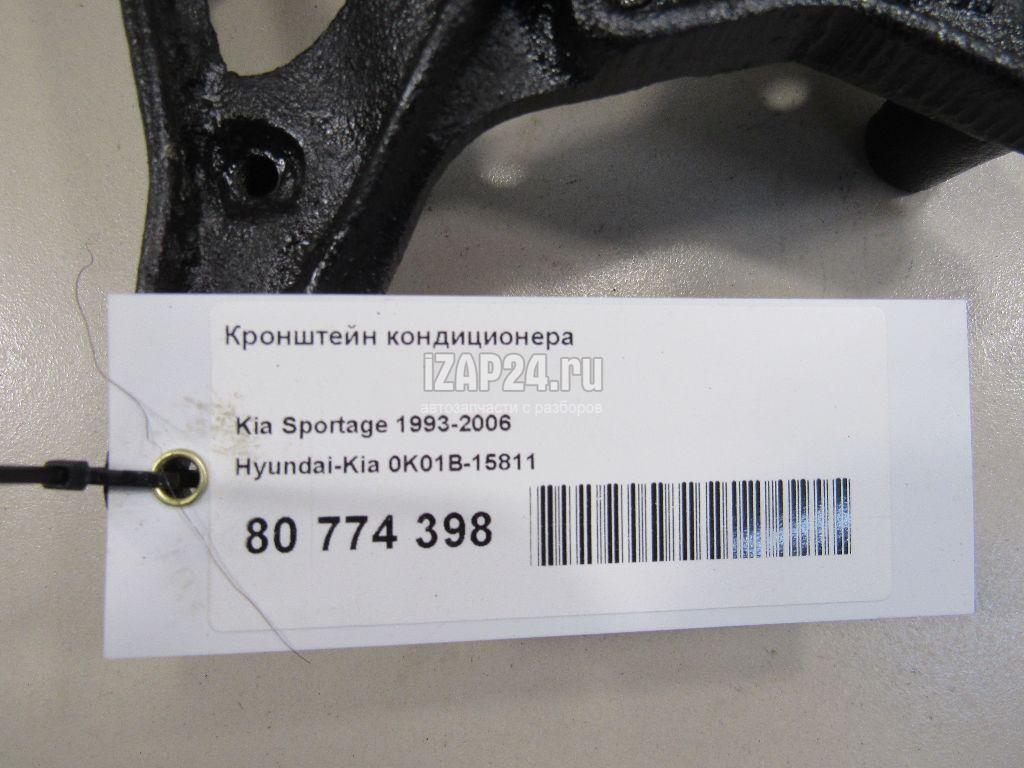 Кронштейн кондиционера
iZAP24.ru
автозапчасти с разборов
Kia Sportage 1993-2006
Hyundai-Kia 0K01B-15811
80 774 398